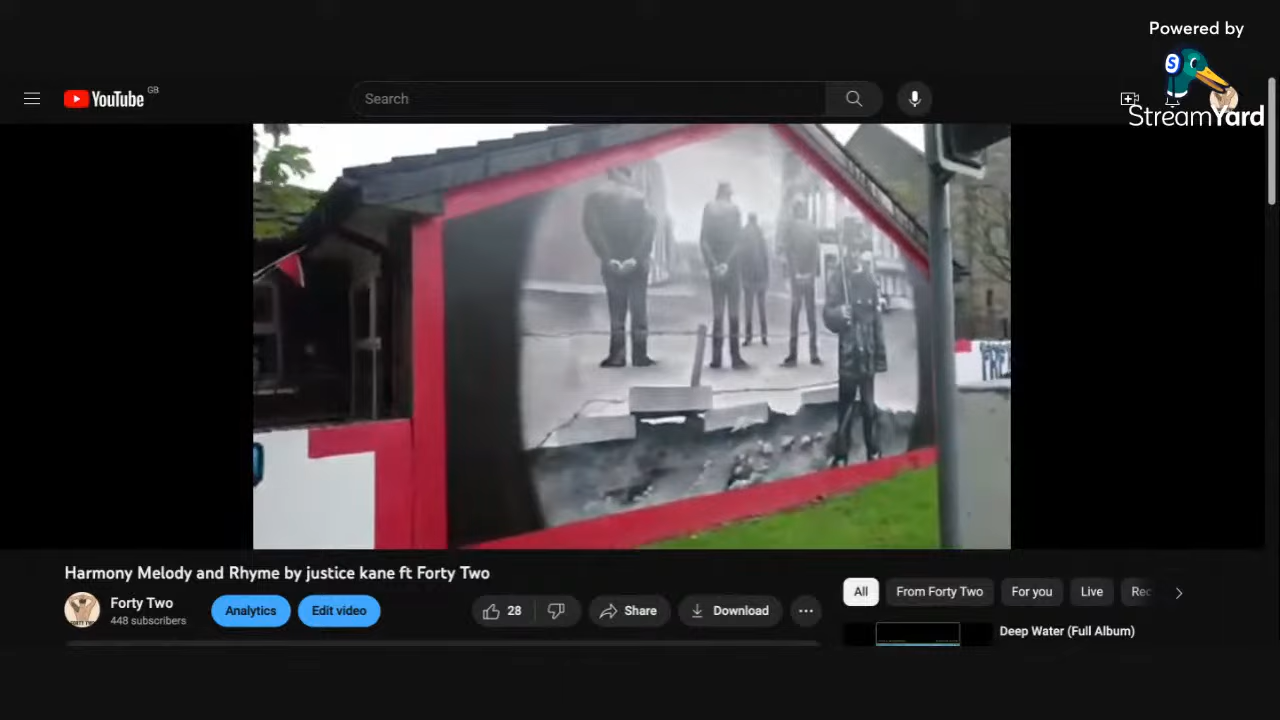 Powered by
StreamYard
YouTube GB
Search
Harmony Melody and Rhyme by justice kane ft Forty Two
Forty Two
448 subscribers
Analytics
Edit video
28
Share
Download
All
From Forty Two
For you
Live
Rec
Deep Water (Full Album)